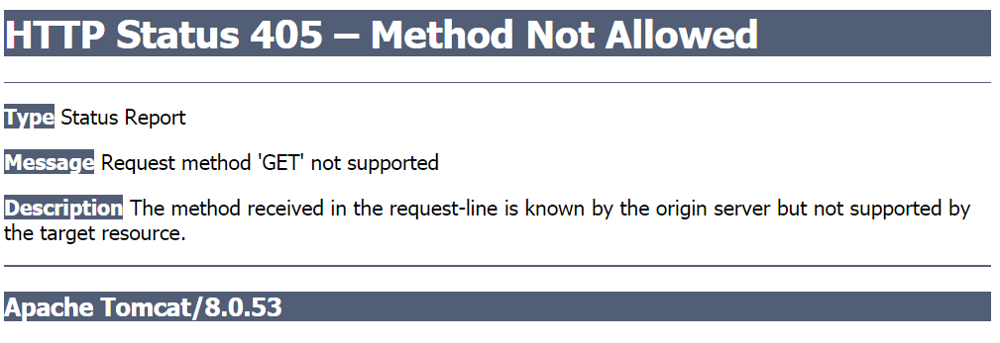 HTTP Status 405 – Method Not Allowed
Type Status Report
Message Request method 'GET' not supported
Description The method received in the request-line is known by the origin server but not supported by
the target resource.
Apache Tomcat/8.0.53